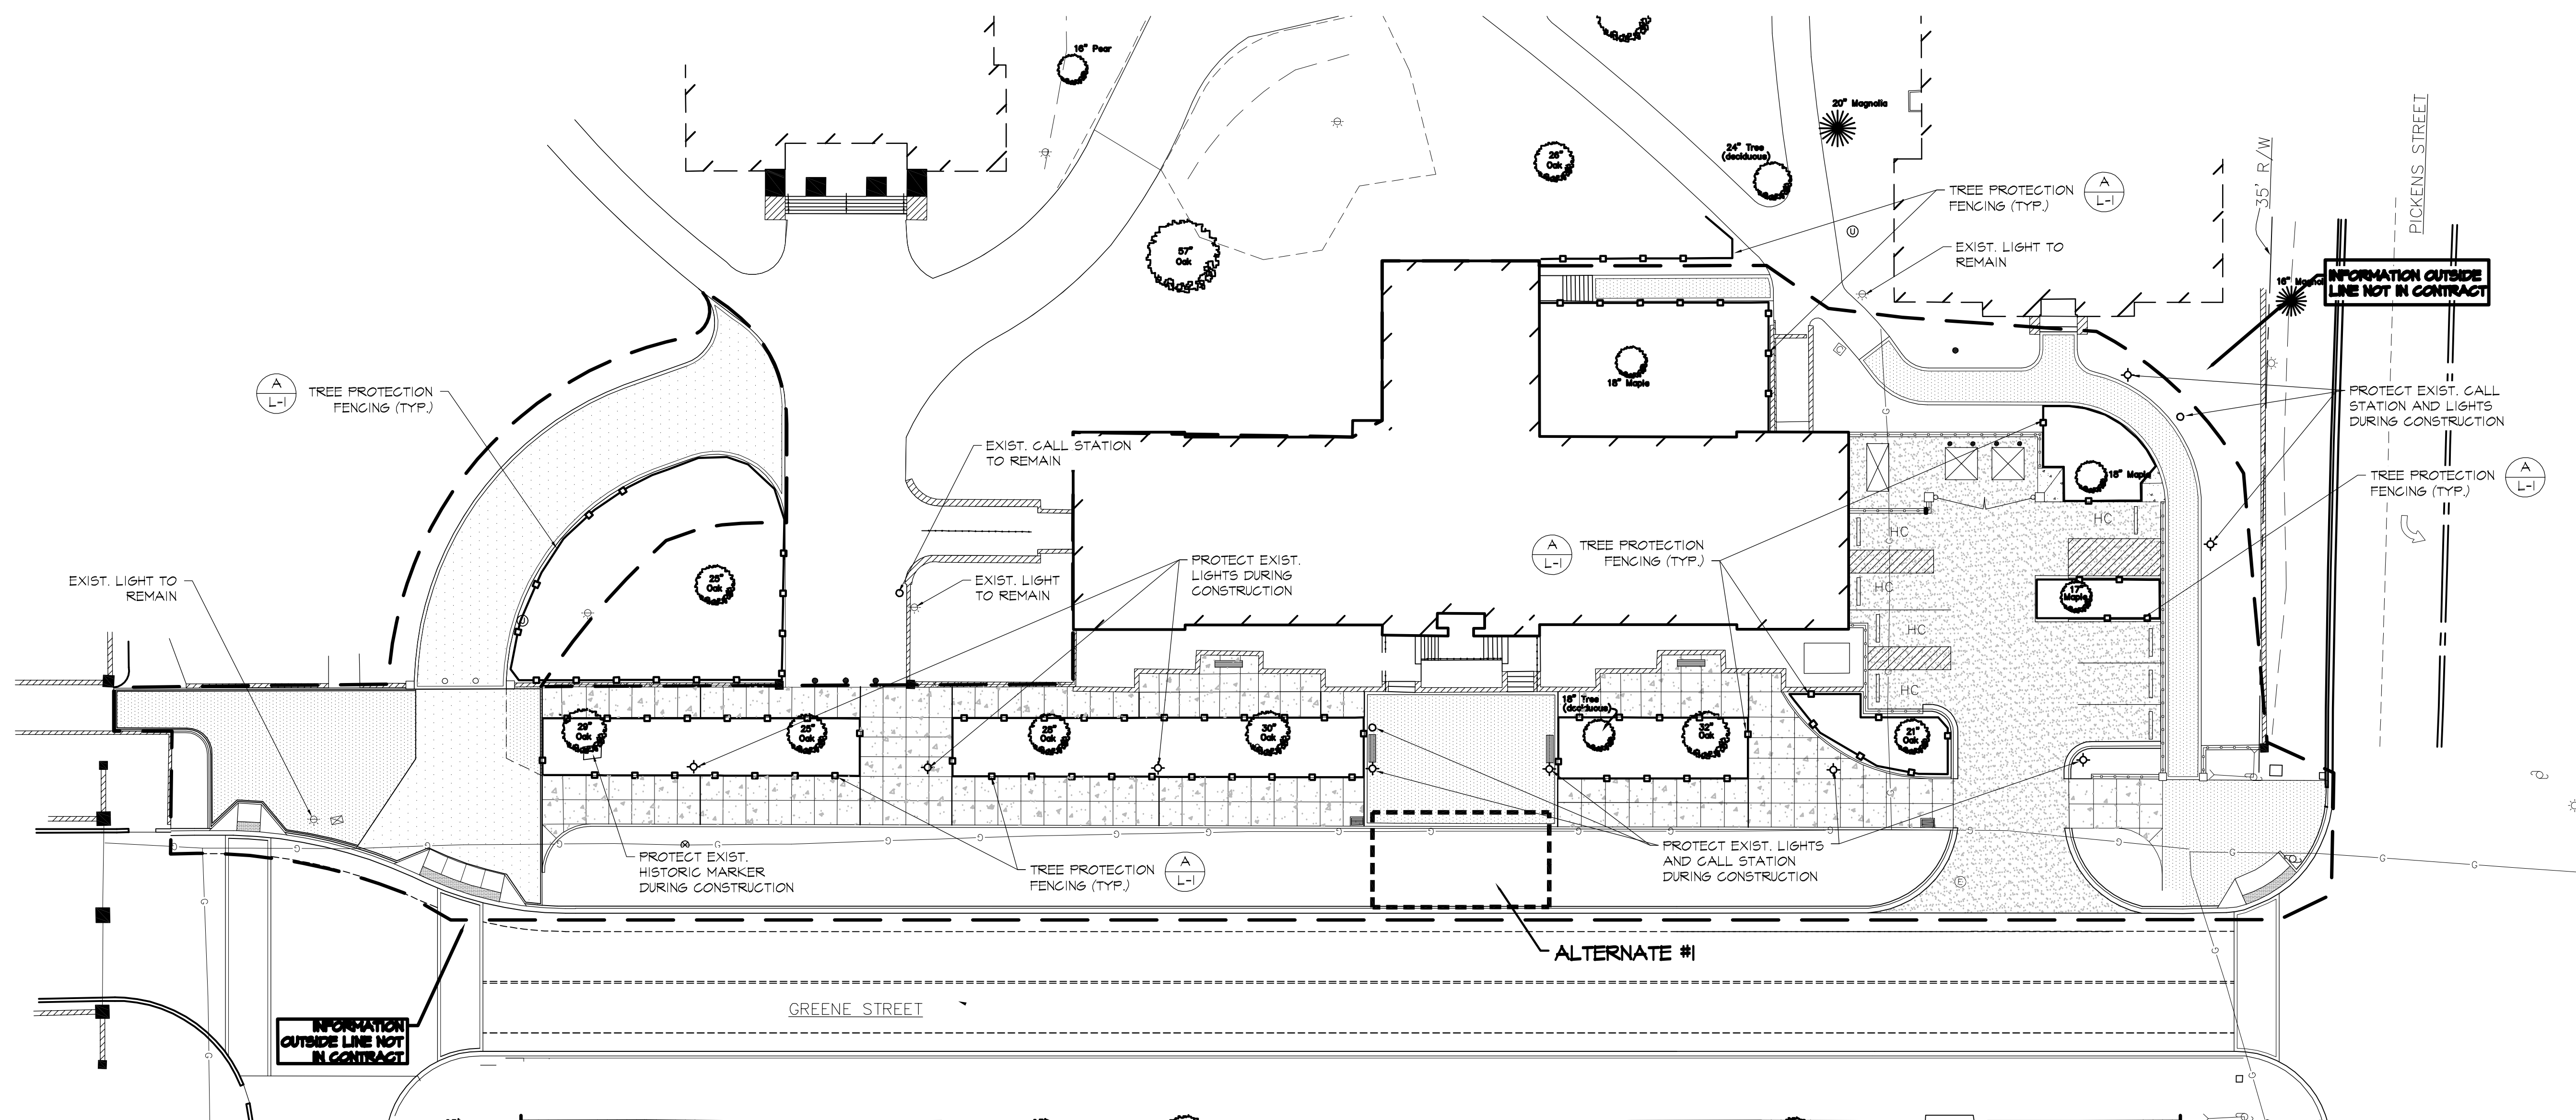 16" Pear
20" Magnolia
24" Tree
(deciduous)
26"
Oak
57"
Oak
TREE PROTECTION
FENCING (TYP.)
A
L-1
EXIST. LIGHT TO
REMAIN
35' R/W
PICKENS STREET
INFORMATION OUTSIDE
LINE NOT IN CONTRACT
18" Maple
A
L-1
TREE PROTECTION
FENCING (TYP.)
PROTECT EXIST. CALL
STATION AND LIGHTS
DURING CONSTRUCTION
EXIST. CALL STATION
TO REMAIN
18" Maple
TREE PROTECTION
FENCING (TYP.)
A
L-1
HC
HC
HC
HC
HC
A
L-1
TREE PROTECTION
FENCING (TYP.)
PROTECT EXIST.
LIGHTS DURING
CONSTRUCTION
EXIST. LIGHT
TO REMAIN
25"
Oak
EXIST. LIGHT TO
REMAIN
17"
Maple
29"
Oak
25"
Oak
28"
Oak
30"
Oak
18" Tree
(deciduous)
32"
Oak
21"
Oak
PROTECT EXIST.
HISTORIC MARKER
DURING CONSTRUCTION
TREE PROTECTION
FENCING (TYP.)
A
L-1
PROTECT EXIST. LIGHTS
AND CALL STATION
DURING CONSTRUCTION
ALTERNATE #1
GREENE STREET
INFORMATION
OUTSIDE LINE NOT
IN CONTRACT